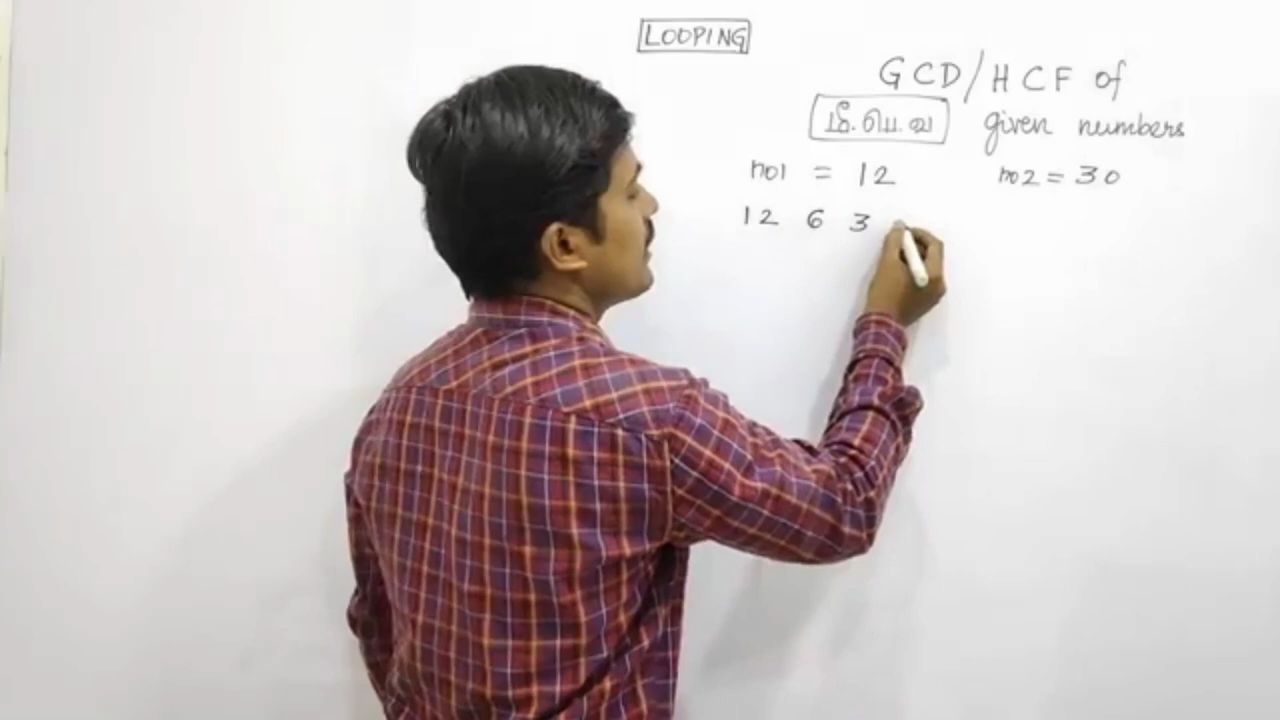 LOOPING
GCD/HCF of
மீ.பெ.வ given numbers
no1 = 12 no2 = 30
12 6 3